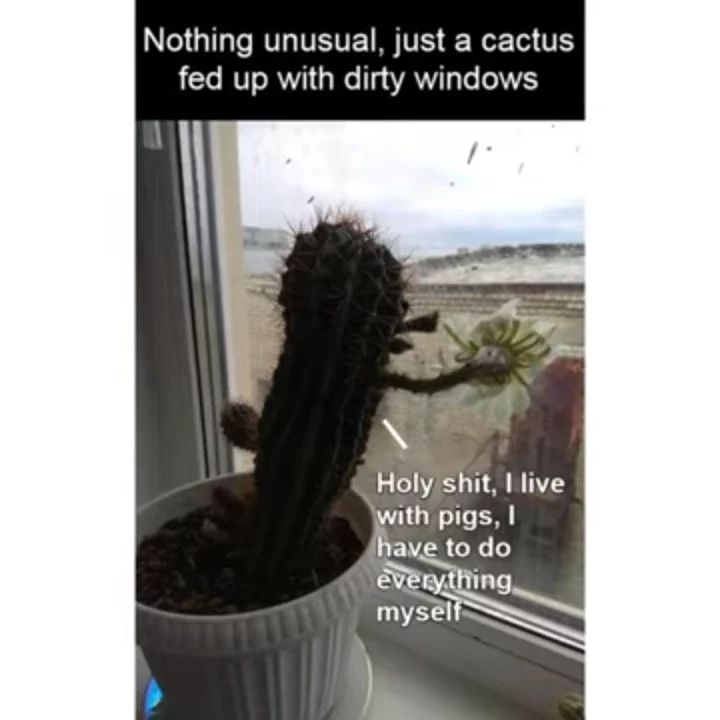 Nothing unusual, just a cactus
fed up with dirty windows
Holy shit, I live
with pigs, I
have to do
everything
myself